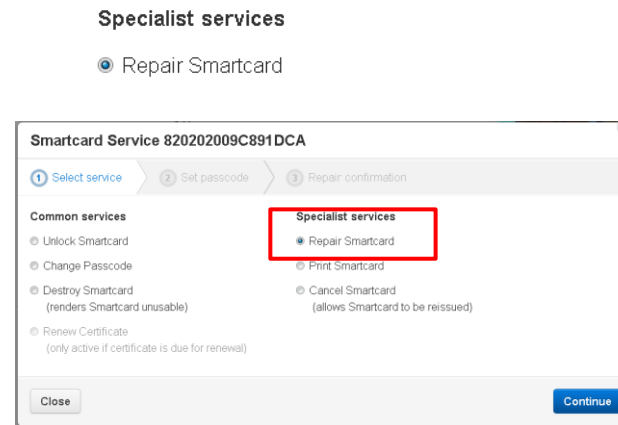 Specialist services
Repair Smartcard
Smartcard Service 820202009C891DCA
1 Select service 2 Set passcode 3 Repair confirmation
Common services Specialist services
Unlock Smartcard Repair Smartcard
Change Passcode Print Smartcard
Destroy Smartcard Cancel Smartcard
(renders Smartcard unusable) (allows Smartcard to be reissued)
Renew Certificate
(only active if certificate is due for renewal)
Close Continue